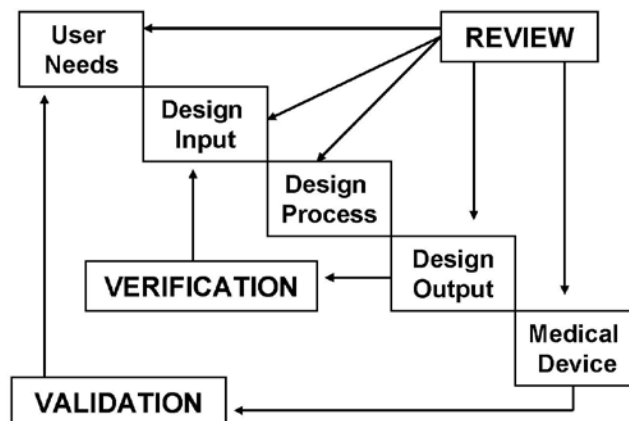 User
Needs
REVIEW
Design
Input
Design
Process
VERIFICATION
Design
Output
Medical
Device
VALIDATION